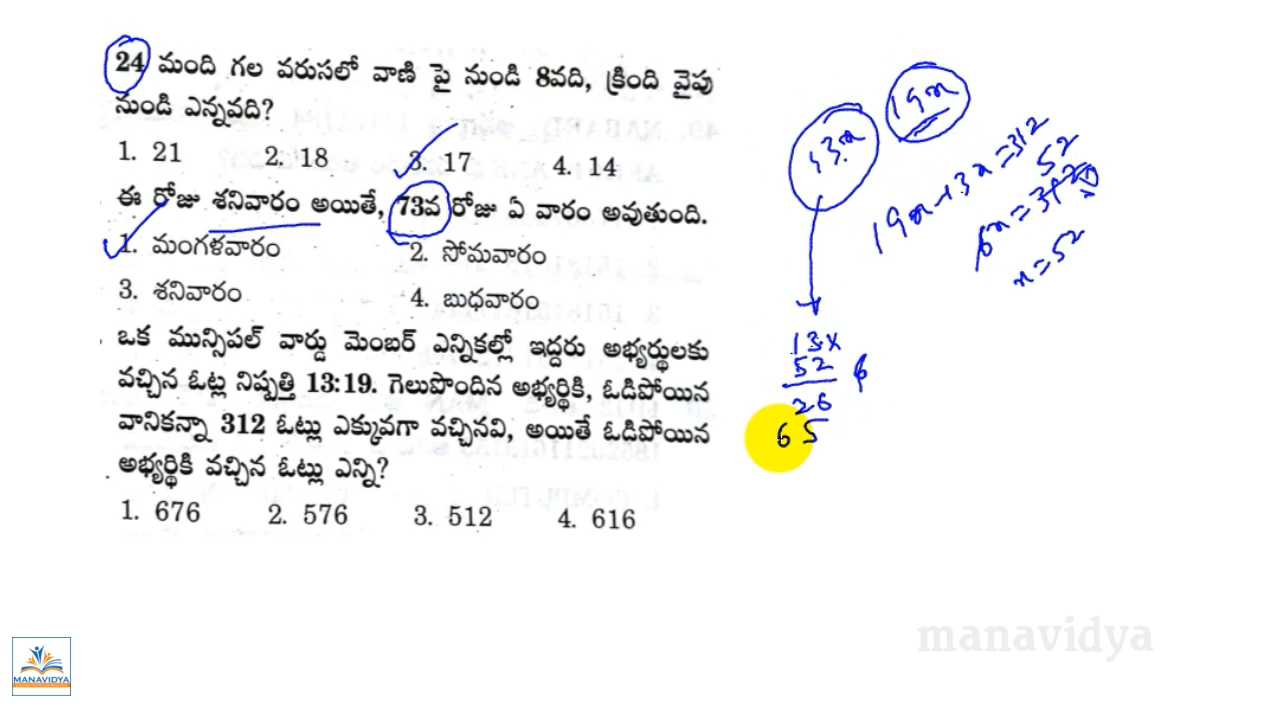 24 మంది గల వరుసలో వాణి పై నుండి 8వది, క్రింది వైపు
నుండి ఎన్నవది?
1. 21 2. 18 3. 17 4. 14
ఈ రోజు శనివారం అయితే, 73వ రోజు ఏ వారం అవుతుంది.
1. మంగళవారం 2. సోమవారం
3. శనివారం 4. బుధవారం
ఒక మున్సిపల్ వార్డు మెంబర్ ఎన్నికల్లో ఇద్దరు అభ్యర్థులకు
వచ్చిన ఓట్ల నిష్పత్తి 13:19. గెలుపొందిన అభ్యర్థికి, ఓడిపోయిన
వానికన్నా 312 ఓట్లు ఎక్కువగా వచ్చినవి, అయితే ఓడిపోయిన
అభ్యర్థికి వచ్చిన ఓట్లు ఎన్ని?
1. 676 2. 576 3. 512 4. 616
13x
19x
19x-13x=312
52
6x=312
x=52
13x
52
6
26
65
manavidya
MANAVIDYA